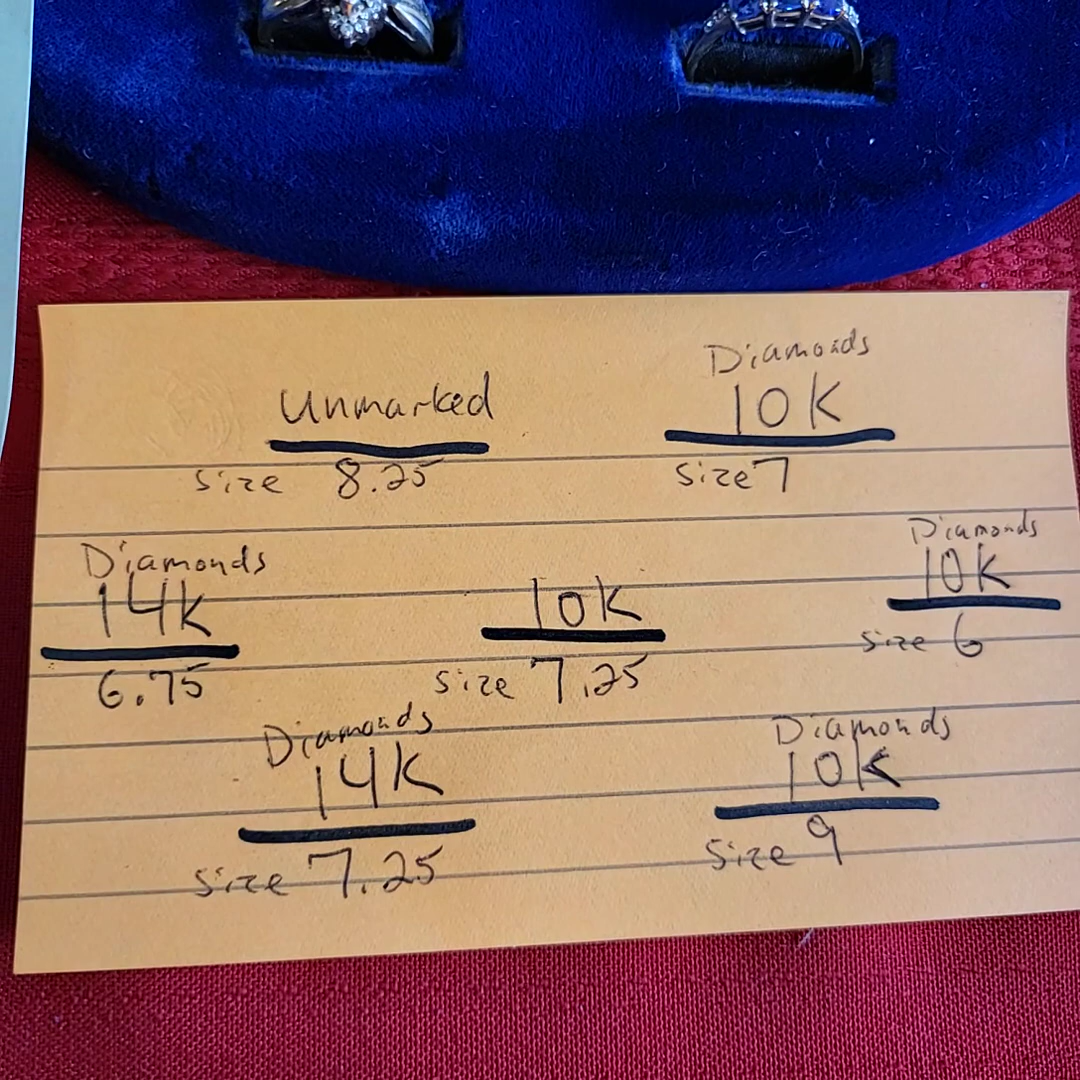 Diamonds
Unmarked 10K
size 8.25 size 7
Diamonds Diamonds
14K 10K 10K
6.75 size 7.25 size 6
Diamonds Diamonds
14K 10K
size 7.25 size 9